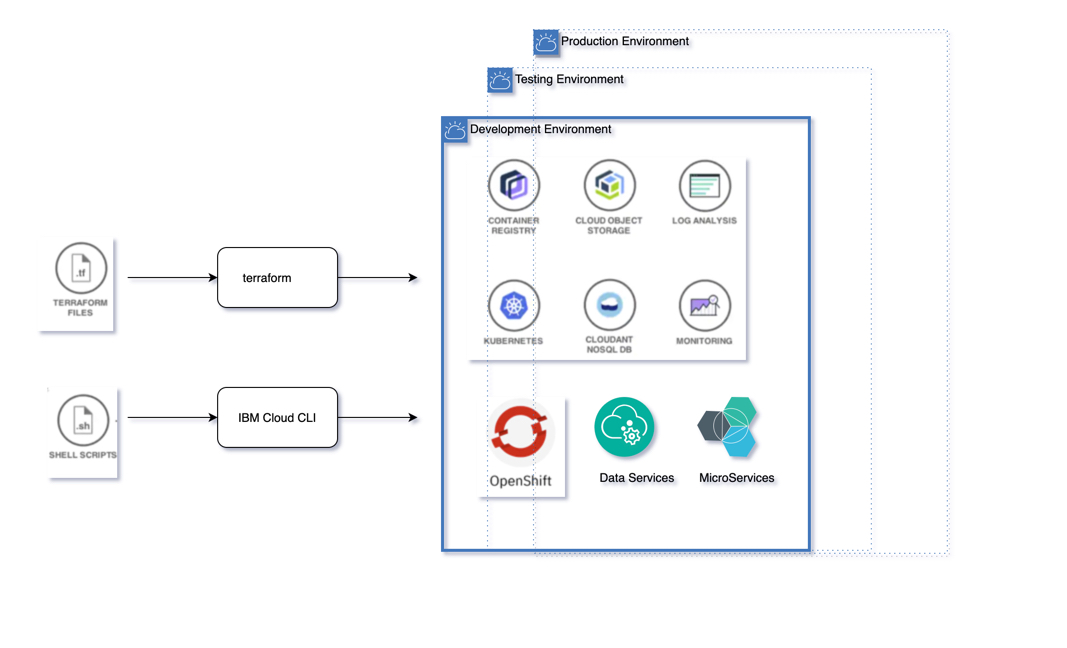 Production Environment
Testing Environment
Development Environment
CONTAINER
REGISTRY
CLOUD OBJECT
STORAGE
LOG ANALYSIS
.tf
TERRAFORM
FILES
terraform
KUBERNETES
CLOUDANT
NOSQL DB
MONITORING
.sh
SHELL SCRIPTS
IBM Cloud CLI
OpenShift
Data Services
MicroServices